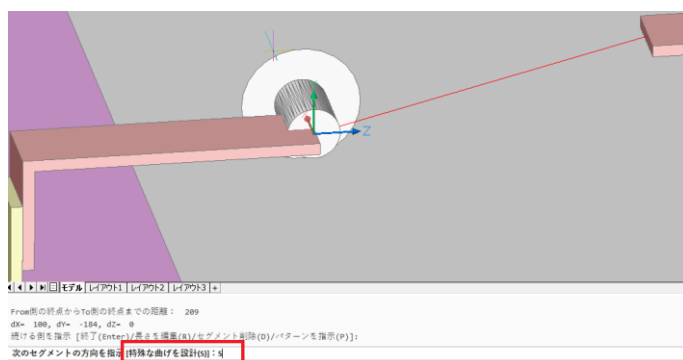 Z
モデル レイアウト1 レイアウト2 レイアウト3 +
From側の終点からTo側の終点までの距離： 209
dX= 100, dY= -184, dZ= 0
続ける側を指示 [終了(Enter)/長さを編集(R)/セグメント削除(D)/パターンを指示(P)]:
次のセグメントの方向を指示 [特殊な曲げを設計(S)]：S